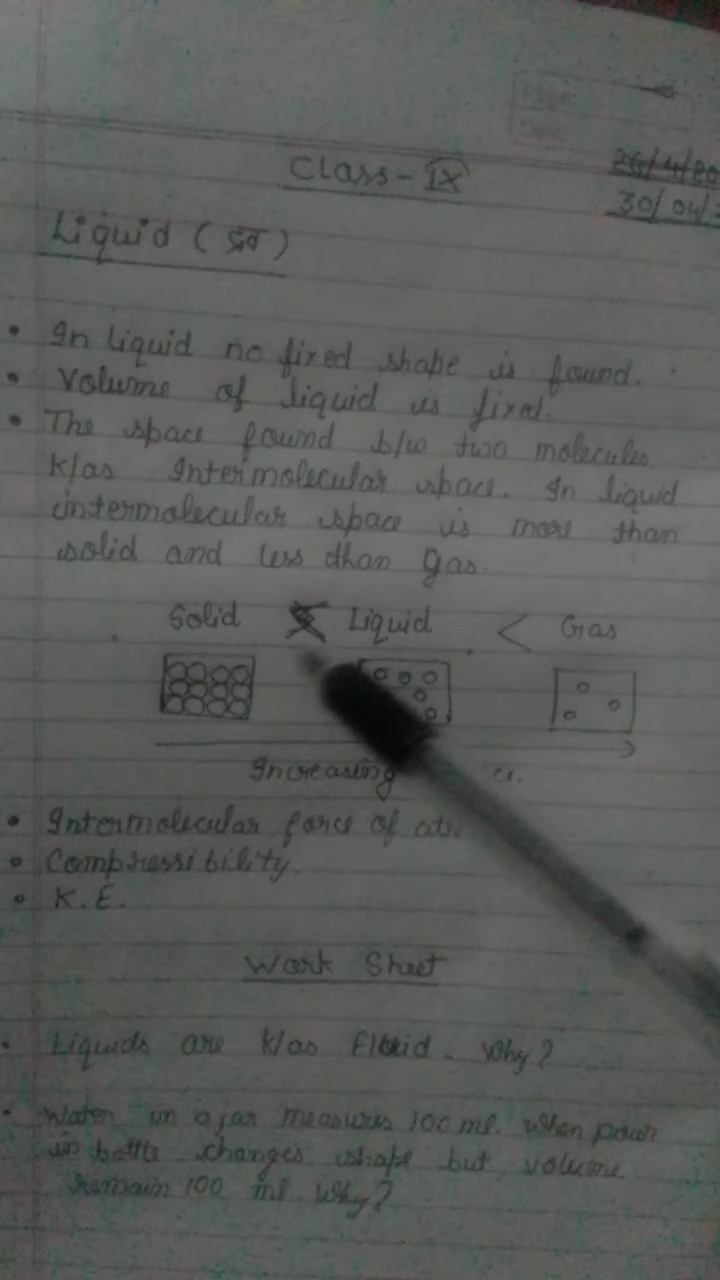 Class - IX
26/4/20
30/04/
Liquid (द्रव)
• In liquid no fixed shape is found.
• Volume of liquid is fixed.
• The space found b/w two molecules
k/as Intermolecular space. In liquid
intermolecular space is more than
solid and less than gas.
Solid < Liquid < Gas
Increasing
• Intermolecular force of
• Compressibility.
• K.E.
Work Sheet
• Liquids are k/as Fluid. Why?
• Water in a jar measures 100 ml. when pour
in bottle changes shape but volume
remain 100 ml Why?